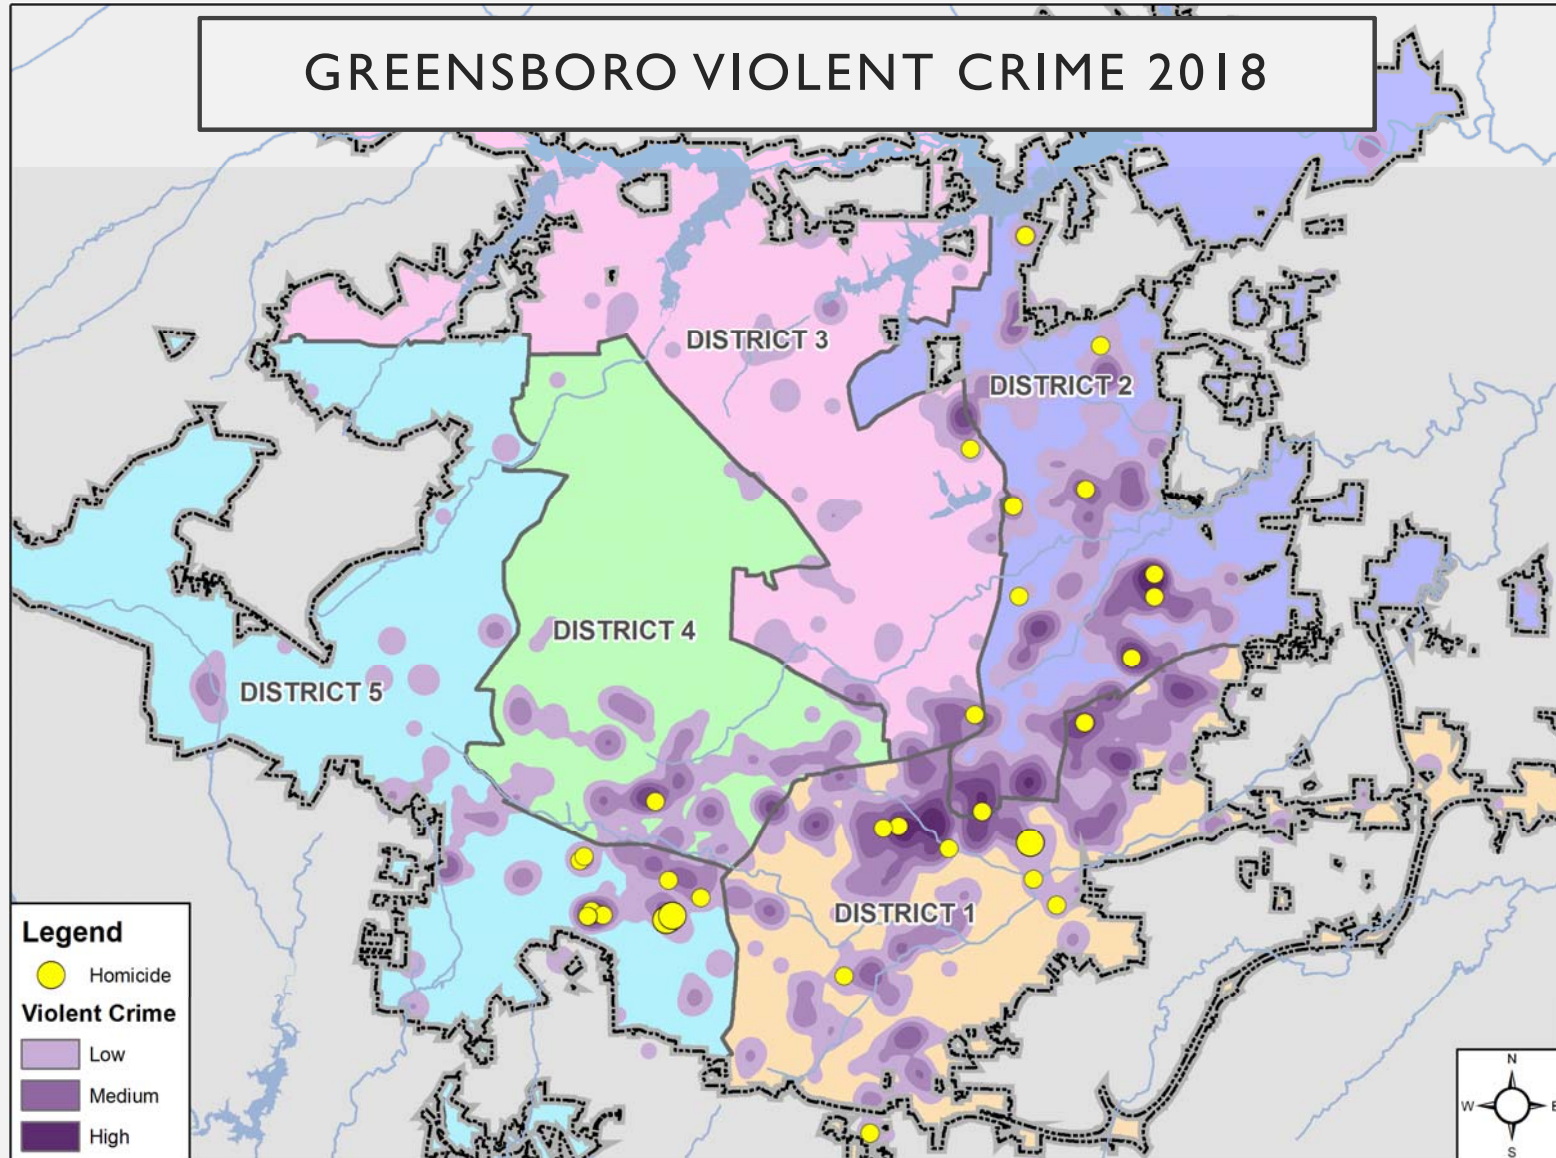 GREENSBORO VIOLENT CRIME 2018
DISTRICT 3
DISTRICT 2
DISTRICT 4
DISTRICT 5
DISTRICT 1
Legend
Homicide
Violent Crime
Low
Medium
High
N
W E
S